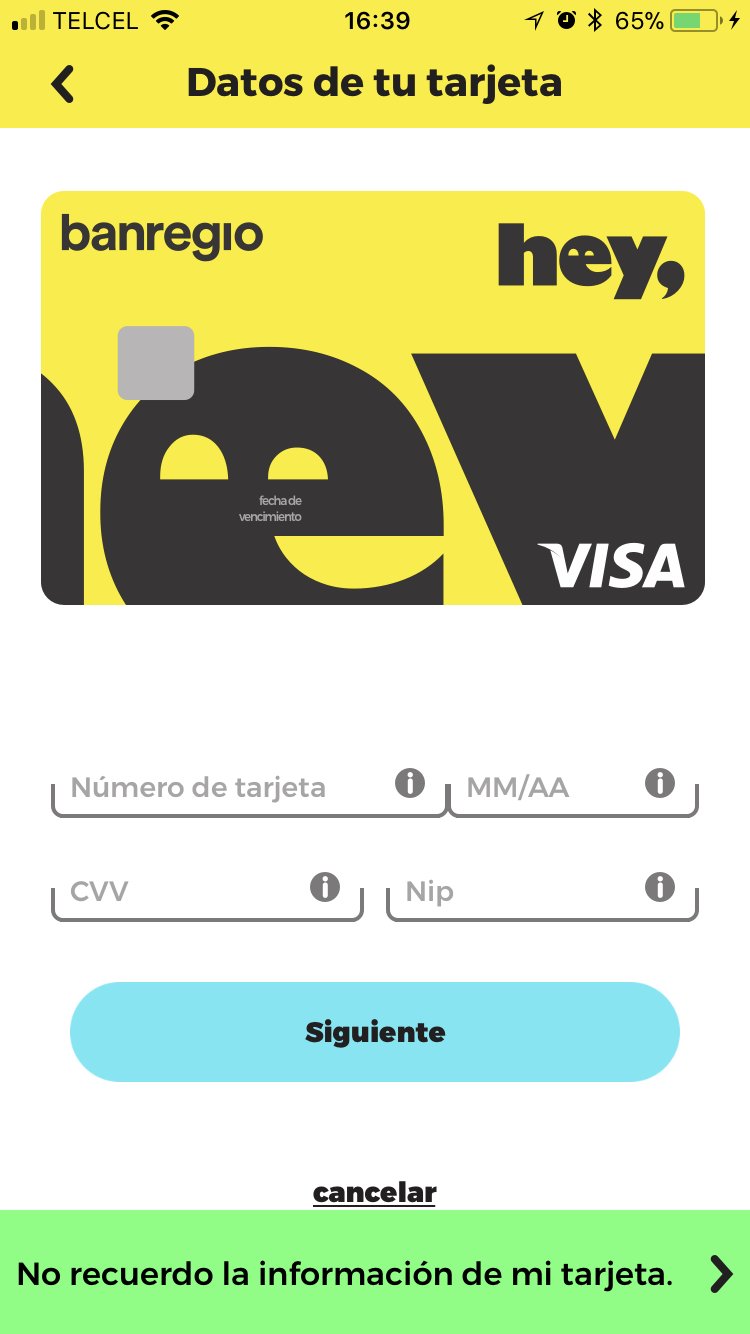 TELCEL 16:39 65%
Datos de tu tarjeta
banregio
hey,
ey
fecha de
vencimiento
VISA
Número de tarjeta MM/AA
CVV Nip
Siguiente
cancelar
No recuerdo la información de mi tarjeta.